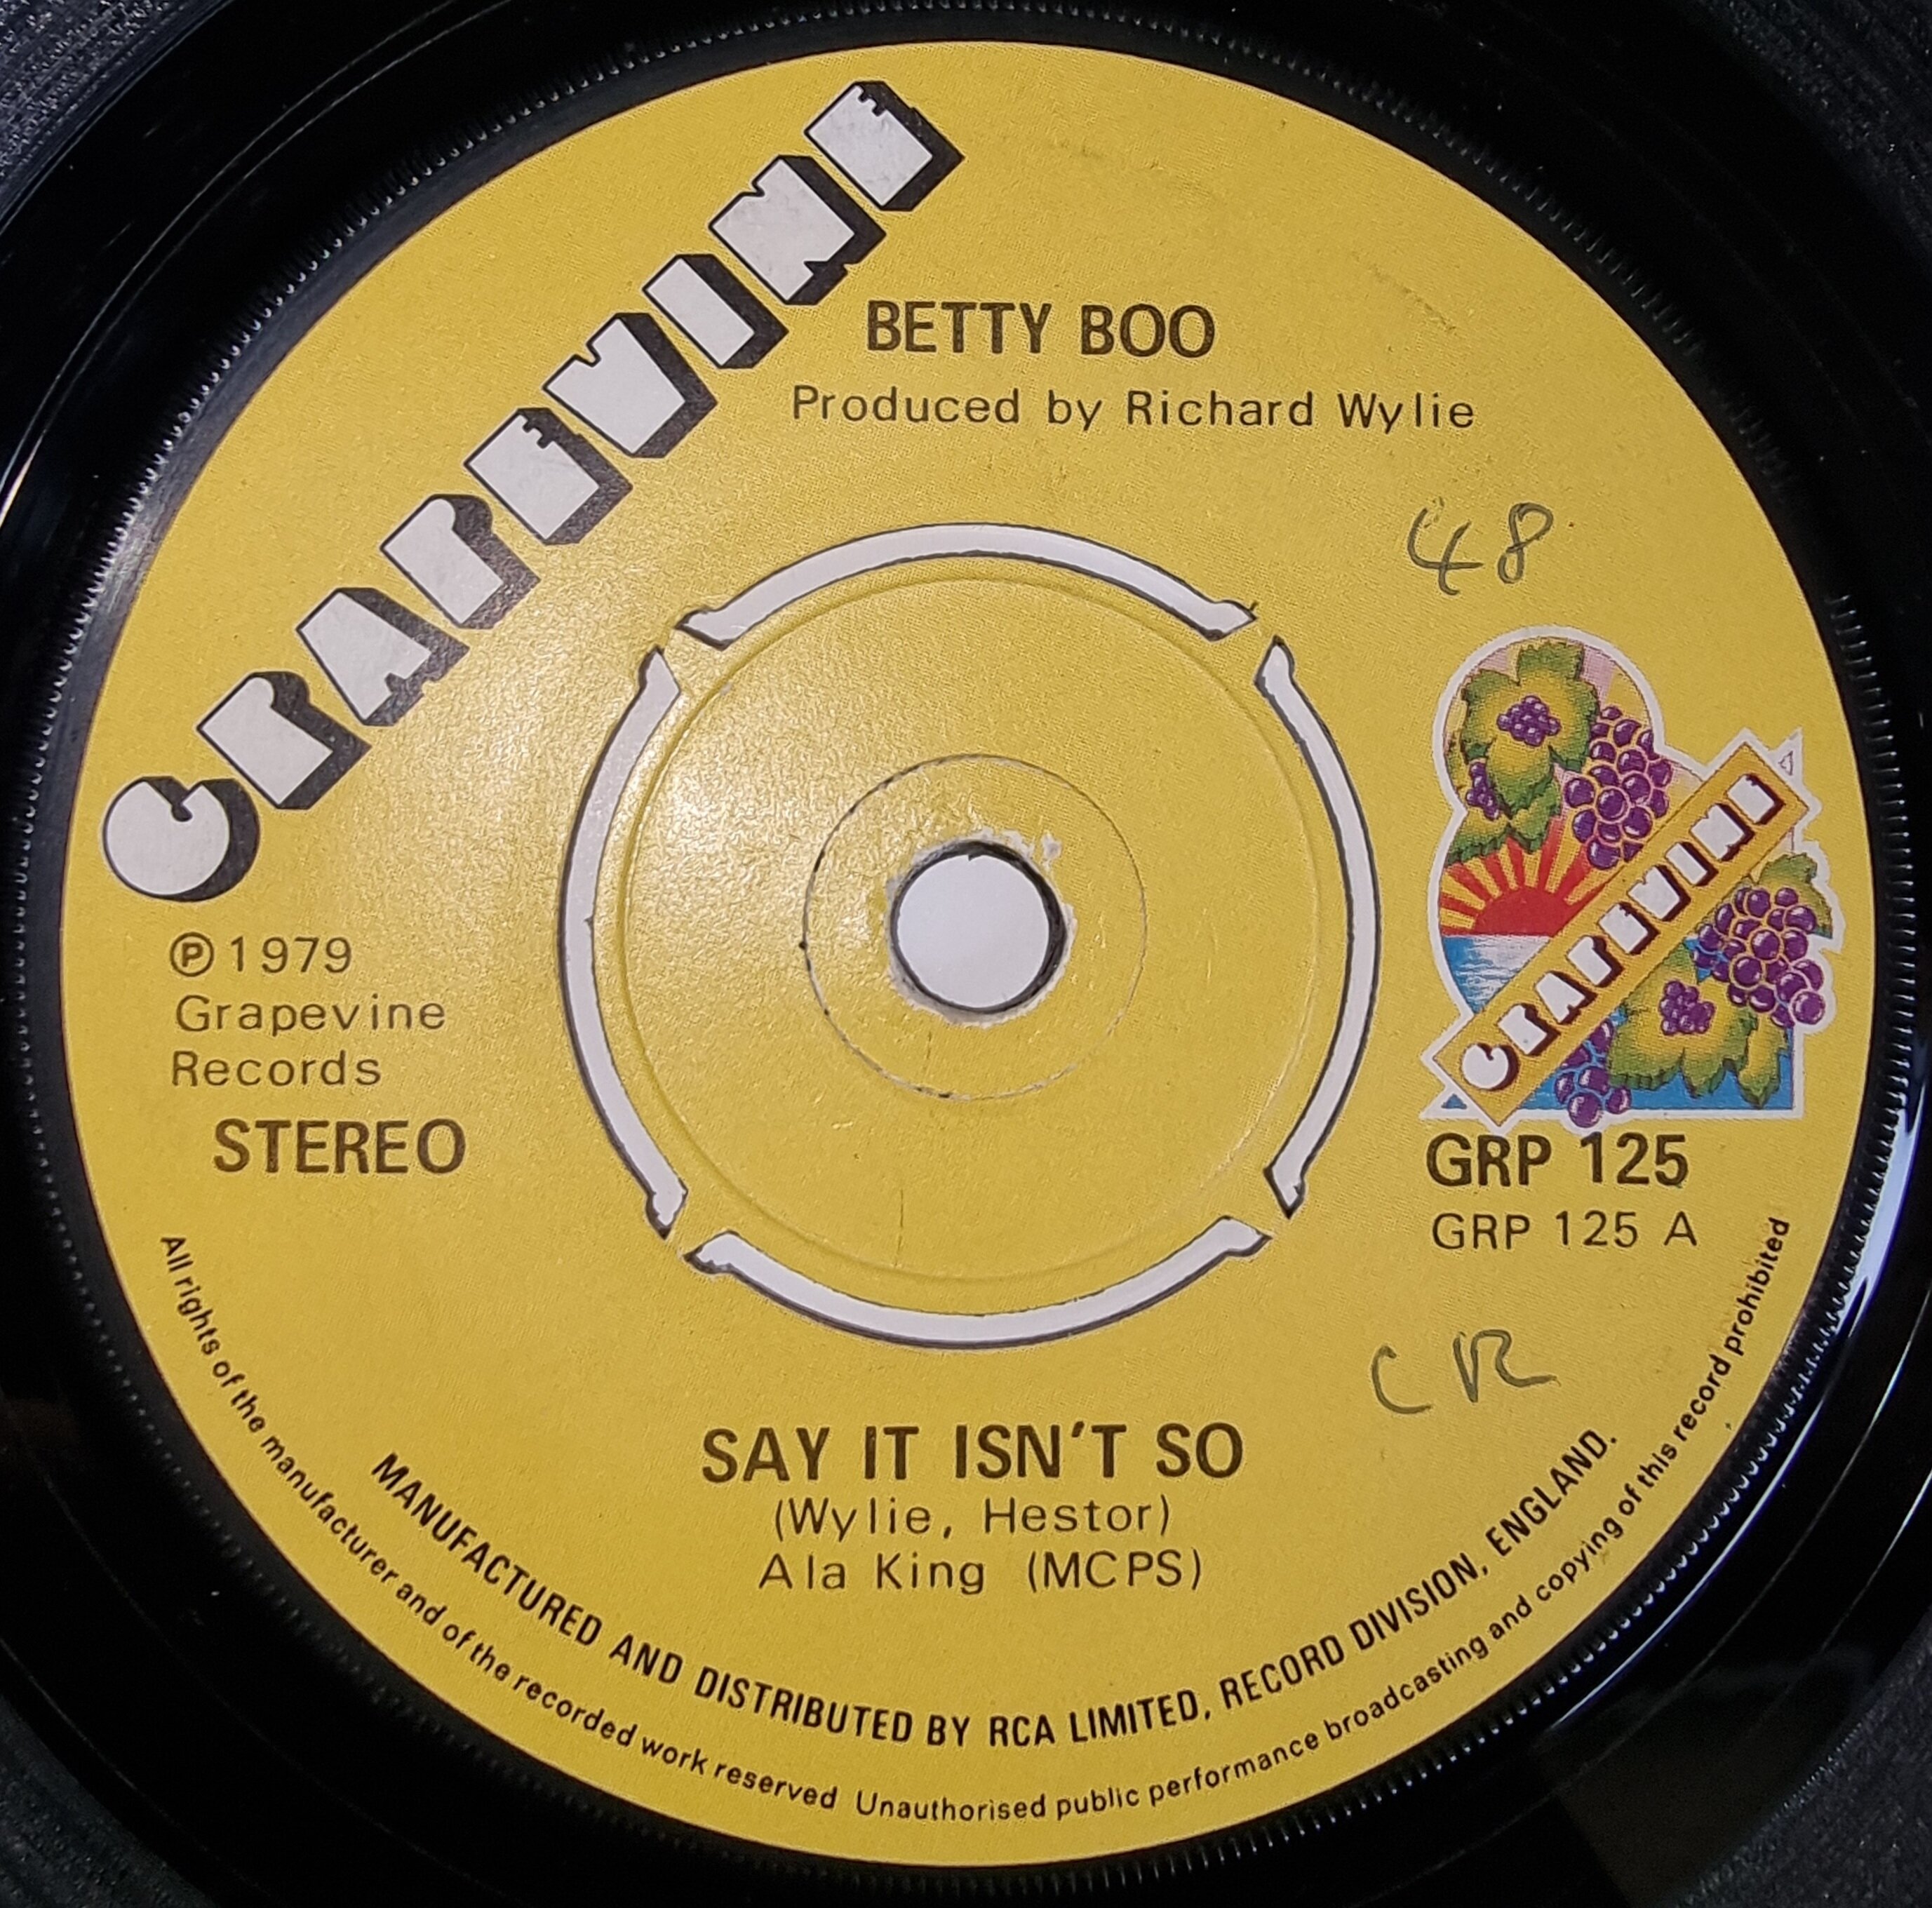 GRAPEVINE
BETTY BOO
Produced by Richard Wylie
48
GRAPEVINE
Ⓟ1979
Grapevine
Records
STEREO
GRP 125
GRP 125 A
CR
SAY IT ISN'T SO
(Wylie, Hestor)
Ala King (MCPS)
MANUFACTURED AND DISTRIBUTED BY RCA LIMITED, RECORD DIVISION, ENGLAND.
All rights of the manufacturer and of the recorded work reserved Unauthorised public performance broadcasting and copying of this record prohibited